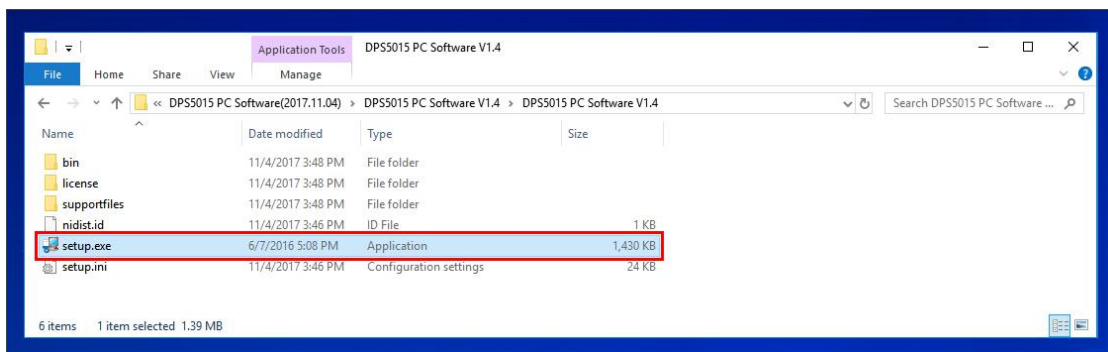 Application Tools DPS5015 PC Software V1.4
File Home Share View Manage
« DPS5015 PC Software(2017.11.04) › DPS5015 PC Software V1.4 › DPS5015 PC Software V1.4 Search DPS5015 PC Software ...
Name Date modified Type Size
bin 11/4/2017 3:48 PM File folder
license 11/4/2017 3:48 PM File folder
supportfiles 11/4/2017 3:48 PM File folder
nidist.id 11/4/2017 3:46 PM ID File 1 KB
setup.exe 6/7/2016 5:08 PM Application 1,430 KB
setup.ini 11/4/2017 3:46 PM Configuration settings 24 KB
6 items 1 item selected 1.39 MB